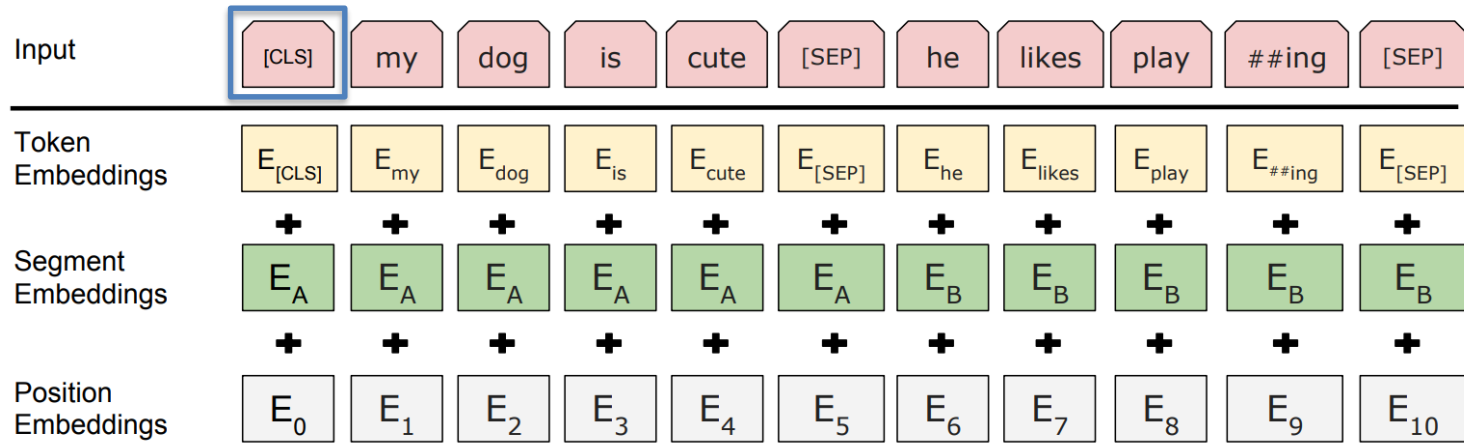 Input [CLS] my dog is cute [SEP] he likes play ##ing [SEP]
Token Embeddings E[CLS] Emy Edog Eis Ecute E[SEP] Ehe Elikes Eplay E##ing E[SEP]
+ + + + + + + + + + +
Segment Embeddings EA EA EA EA EA EA EB EB EB EB EB
+ + + + + + + + + + +
Position Embeddings E0 E1 E2 E3 E4 E5 E6 E7 E8 E9 E10